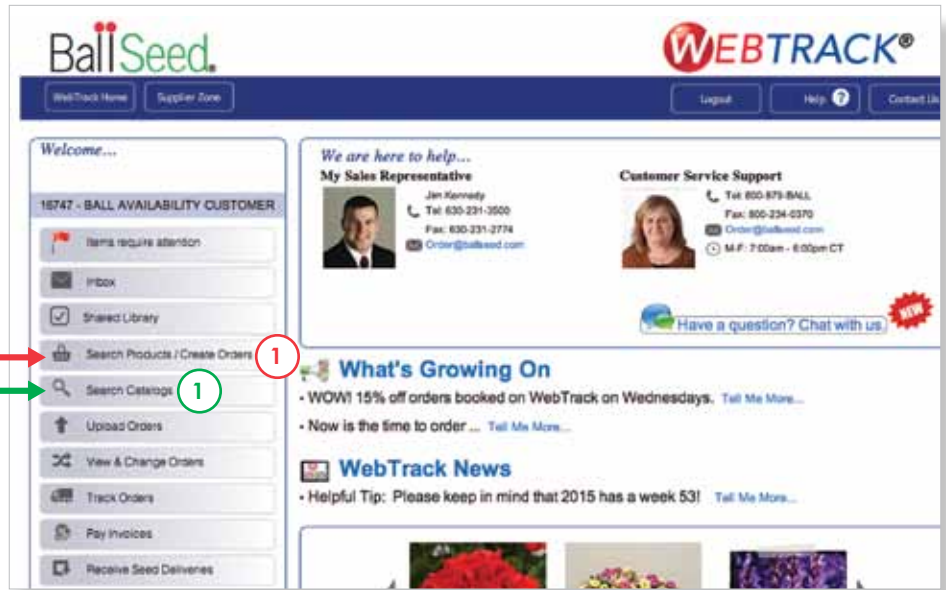 BallSeed.
WEBTRACK®
WebTrack Home
Supplier Zone
Logout
Help ?
Contact Us
Welcome...
16747 - BALL AVAILABILITY CUSTOMER
Items require attention
Inbox
Shared Library
Search Products / Create Orders
1
Search Catalogs
1
Upload Orders
View & Change Orders
Track Orders
Pay Invoices
Receive Seed Deliveries
We are here to help...
My Sales Representative
Jen Kennedy
Tel: 630-231-3500
Fax: 630-231-2774
Order@ballseed.com
Customer Service Support
Tel: 800-879-BALL
Fax: 800-234-0370
Order@ballseed.com
M-F: 7:00am - 6:00pm CT
Have a question? Chat with us.
NEW
What's Growing On
• WOW! 15% off orders booked on WebTrack on Wednesdays. Tell Me More...
• Now is the time to order ... Tell Me More...
WebTrack News
• Helpful Tip: Please keep in mind that 2015 has a week 53! Tell Me More...